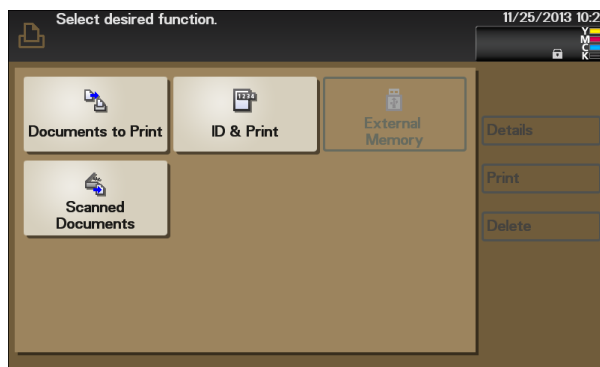 Select desired function.
11/25/2013 10:2
Y
M
C
K
Documents to Print
1234
ID & Print
External
Memory
Scanned
Documents
Details
Print
Delete